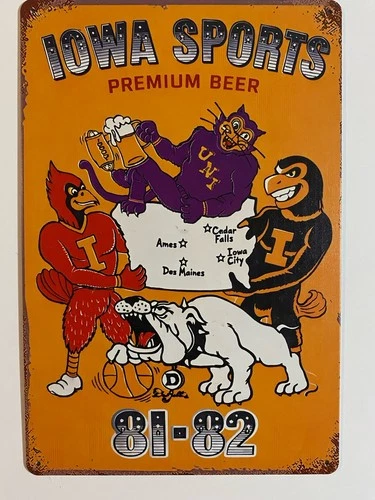 IOWA SPORTS
PREMIUM BEER
UNI
I
I
Ames
Cedar
Falls
Iowa
City
Des Moines
D
81-82